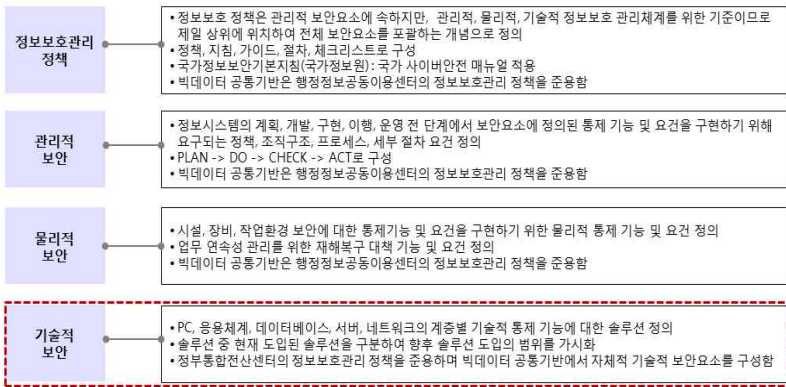 정보보호관리
정책
• 정보보호 정책은 관리적 보안요소에 속하지만, 관리적, 물리적, 기술적 정보보호 관리체계를 위한 기준이므로
제일 상위에 위치하여 전체 보안요소를 포괄하는 개념으로 정의
• 정책, 지침, 가이드, 절차, 체크리스트로 구성
• 국가정보보안기본지침(국가정보원) : 국가 사이버안전 매뉴얼 적용
• 빅데이터 공통기반은 행정정보공동이용센터의 정보보호관리 정책을 준용함
관리적
보안
• 정보시스템의 계획, 개발, 구현, 이행, 운영 전 단계에서 보안요소에 정의된 통제 기능 및 요건을 구현하기 위해
요구되는 정책, 조직구조, 프로세스, 세부 절차 요건 정의
• PLAN -> DO -> CHECK -> ACT로 구성
• 빅데이터 공통기반은 행정정보공동이용센터의 정보보호관리 정책을 준용함
물리적
보안
• 시설, 장비, 작업환경 보안에 대한 통제기능 및 요건을 구현하기 위한 물리적 통제 기능 및 요건 정의
• 업무 연속성 관리를 위한 재해복구 대책 기능 및 요건 정의
• 빅데이터 공통기반은 행정정보공동이용센터의 정보보호관리 정책을 준용함
기술적
보안
• PC, 응용체계, 데이터베이스, 서버, 네트워크의 계층별 기술적 통제 기능에 대한 솔루션 정의
• 솔루션 중 현재 도입된 솔루션을 구분하여 향후 솔루션 도입의 범위를 가시화
• 정부통합전산센터의 정보보호관리 정책을 준용하며 빅데이터 공통기반에서 자체적 기술적 보안요소를 구성함